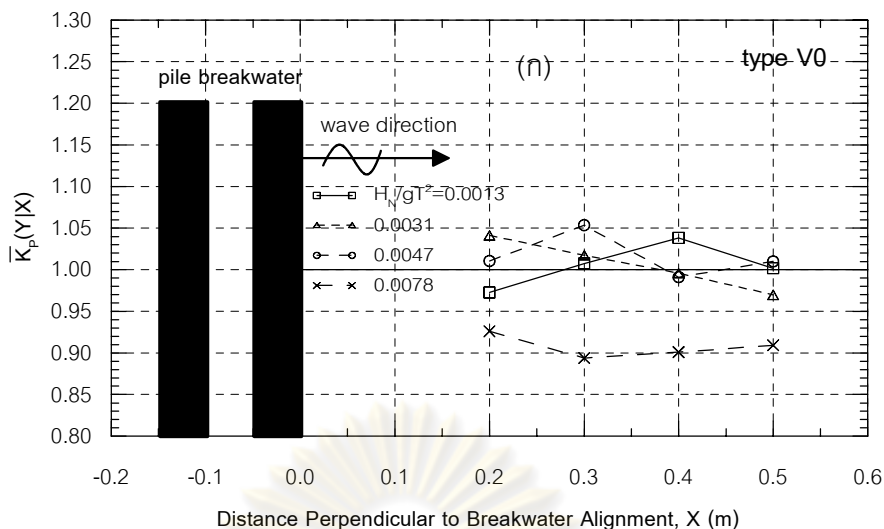 1.30
1.25
1.20
1.15
1.10
1.05
1.00
0.95
0.90
0.85
0.80
K̅ₚ(Y|X)
(ก)
type V0
pile breakwater
wave direction
H_N/gT²=0.0013
0.0031
0.0047
0.0078
-0.2 -0.1 0.0 0.1 0.2 0.3 0.4 0.5 0.6
Distance Perpendicular to Breakwater Alignment, X (m)